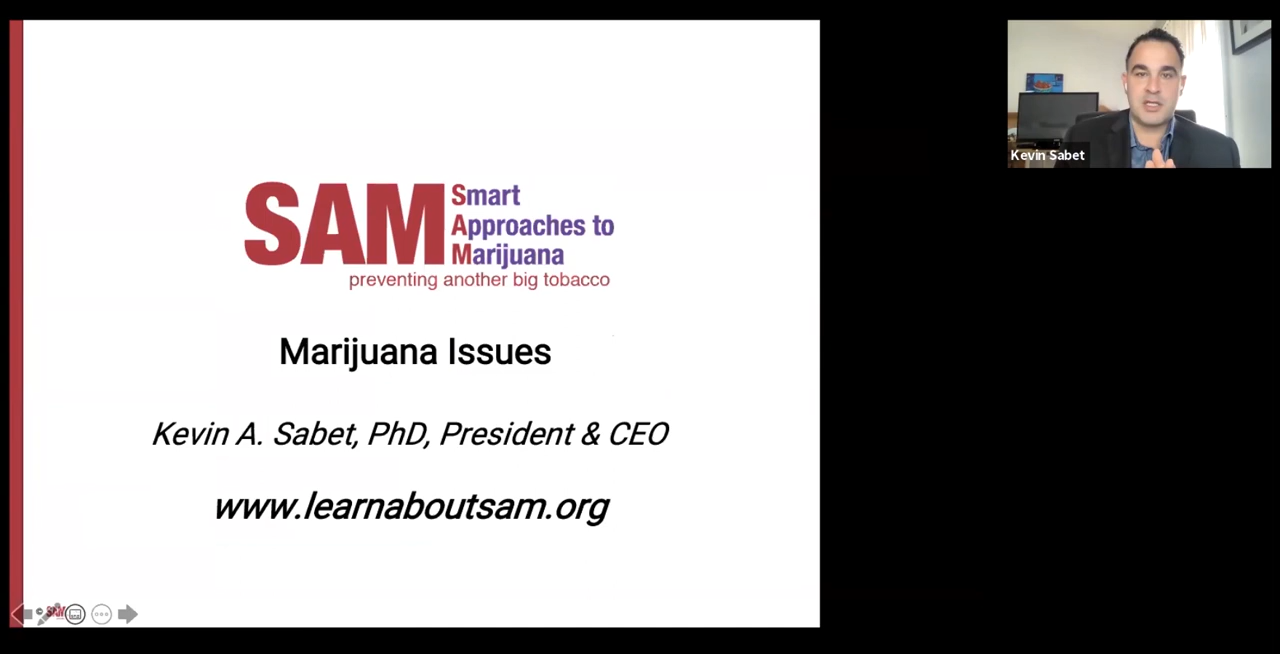 SAM
Smart
Approaches to
Marijuana
preventing another big tobacco
Marijuana Issues
Kevin A. Sabet, PhD, President & CEO
www.learnaboutsam.org
© SAM
Kevin Sabet